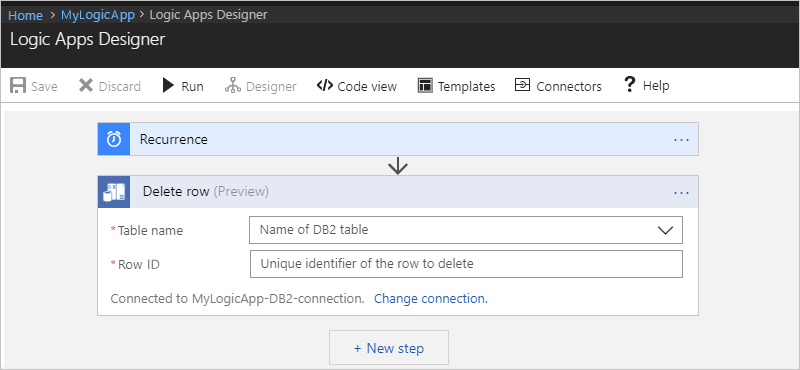 Home > MyLogicApp > Logic Apps Designer
Logic Apps Designer
Save Discard Run Designer Code view Templates Connectors Help
Recurrence
Delete row (Preview)
*Table name Name of DB2 table
*Row ID Unique identifier of the row to delete
Connected to MyLogicApp-DB2-connection. Change connection.
+ New step